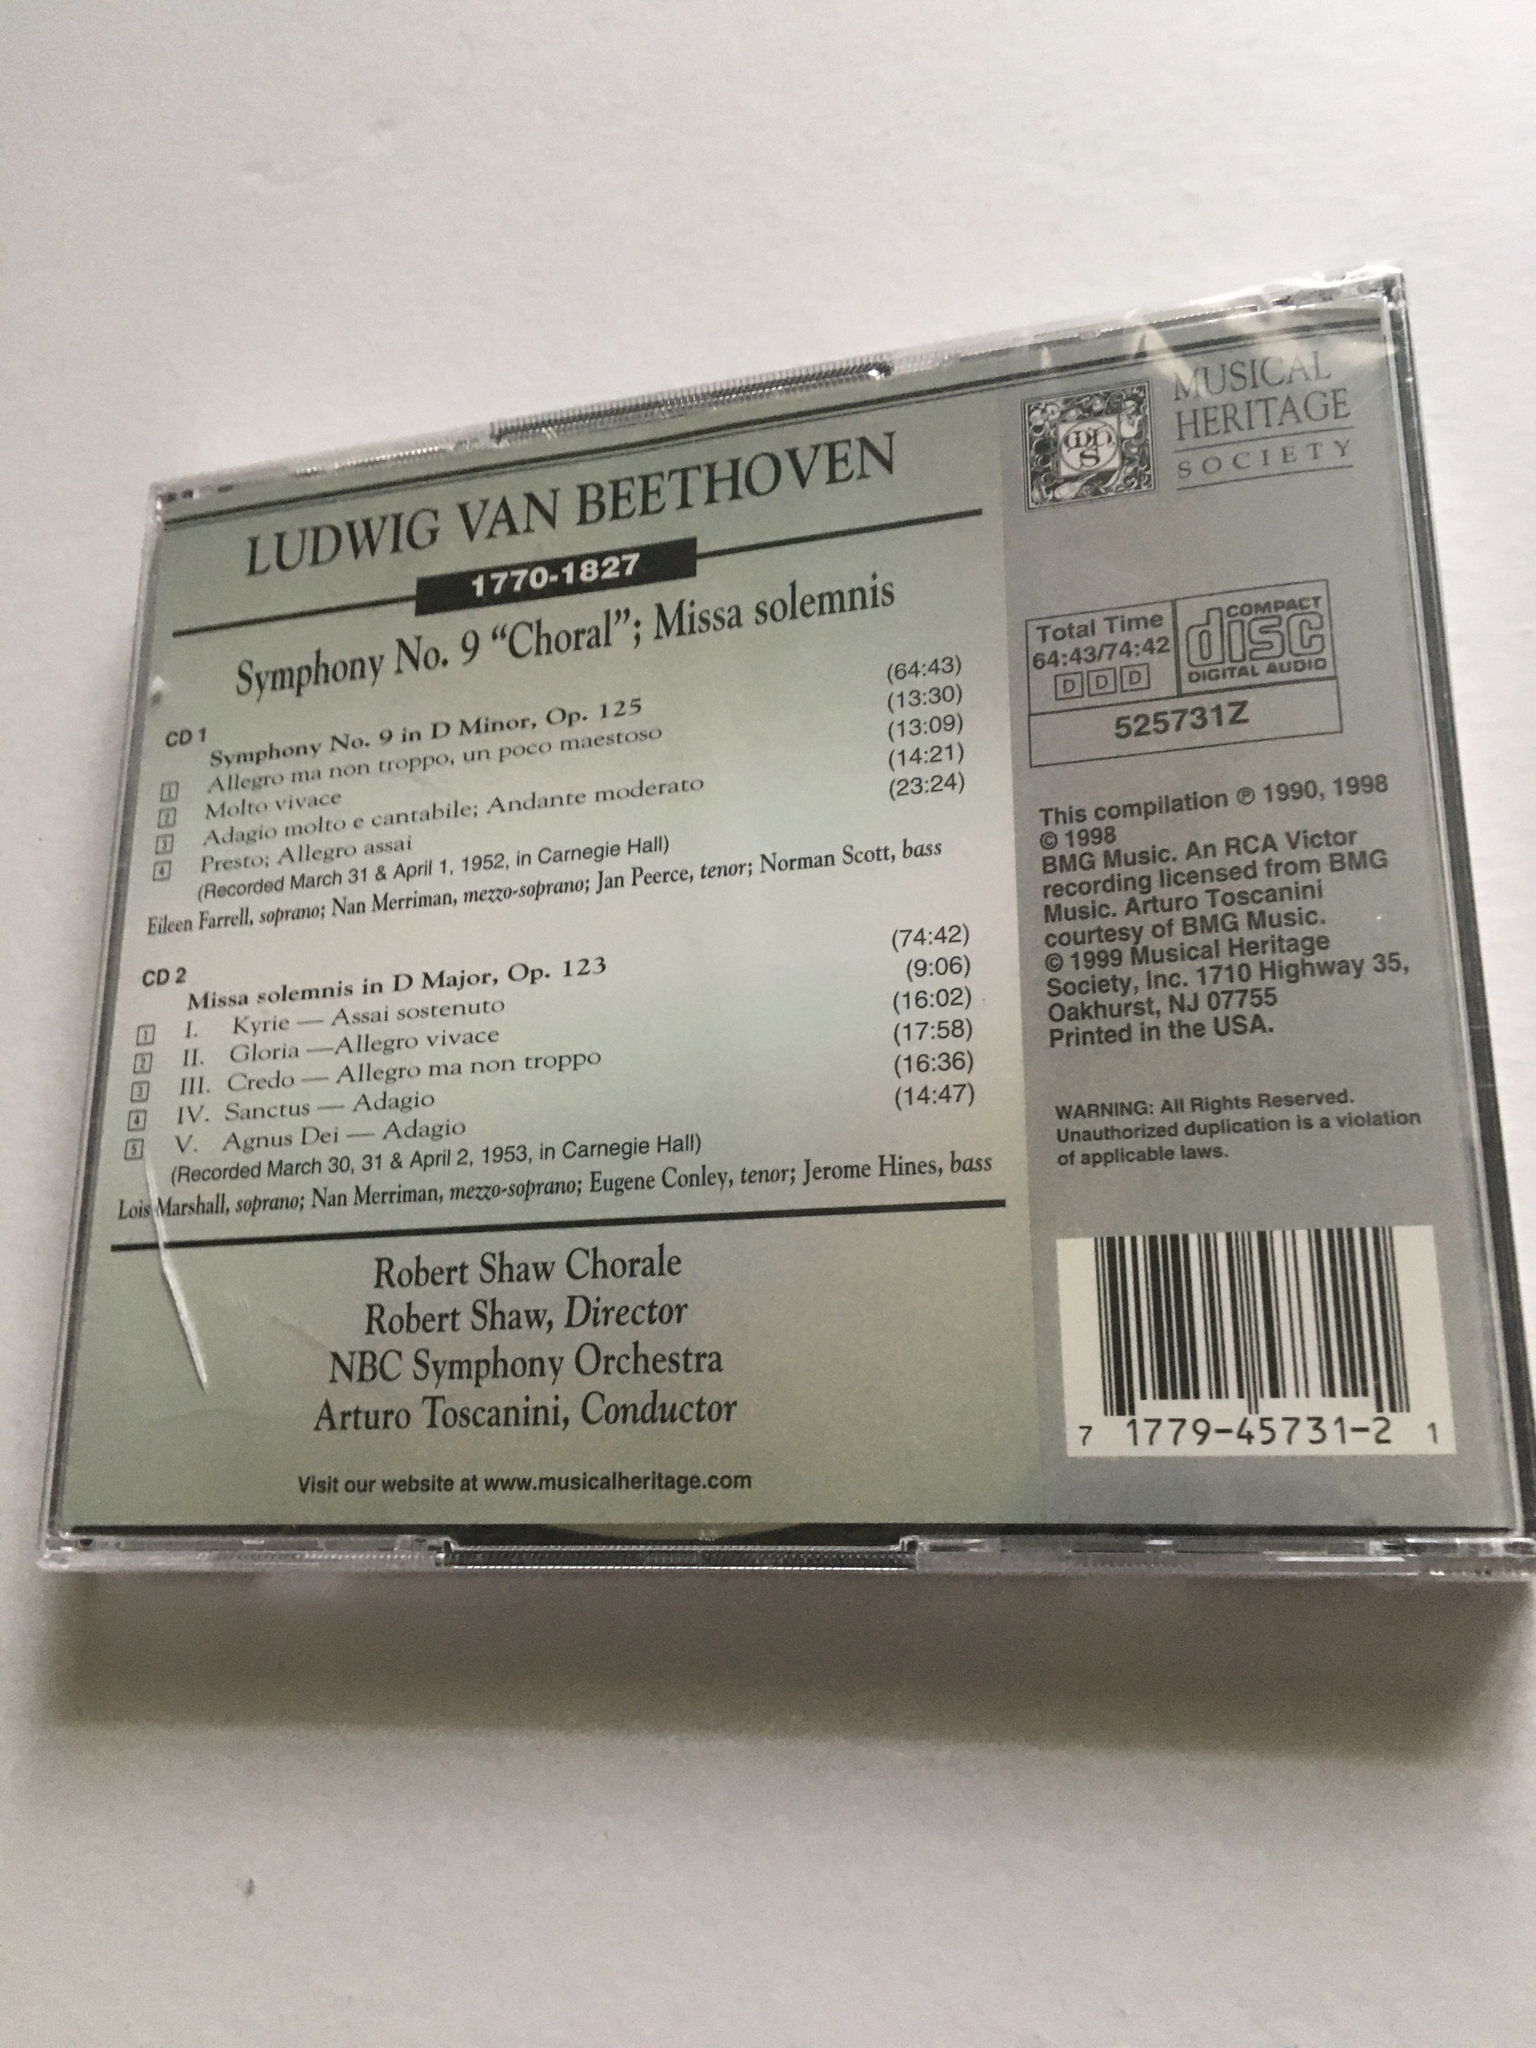 LUDWIG VAN BEETHOVEN
1770-1827
Symphony No. 9 “Choral”; Missa solemnis
CD 1
Symphony No. 9 in D Minor, Op. 125 (64:43)
1 Allegro ma non troppo, un poco maestoso (13:30)
2 Molto vivace (13:09)
3 Adagio molto e cantabile; Andante moderato (14:21)
4 Presto; Allegro assai (23:24)
(Recorded March 31 & April 1, 1952, in Carnegie Hall)
Eileen Farrell, soprano; Nan Merriman, mezzo-soprano; Jan Peerce, tenor; Norman Scott, bass
CD 2
Missa solemnis in D Major, Op. 123 (74:42)
1 I. Kyrie — Assai sostenuto (9:06)
2 II. Gloria —Allegro vivace (16:02)
3 III. Credo — Allegro ma non troppo (17:58)
4 IV. Sanctus — Adagio (16:36)
5 V. Agnus Dei — Adagio (14:47)
(Recorded March 30, 31 & April 2, 1953, in Carnegie Hall)
Lois Marshall, soprano; Nan Merriman, mezzo-soprano; Eugene Conley, tenor; Jerome Hines, bass
Robert Shaw Chorale
Robert Shaw, Director
NBC Symphony Orchestra
Arturo Toscanini, Conductor
Visit our website at www.musicalheritage.com
MUSICAL
HERITAGE
SOCIETY
Total Time
64:43/74:42
D D D
COMPACT
disc
DIGITAL AUDIO
525731Z
This compilation ℗ 1990, 1998
© 1998
BMG Music. An RCA Victor
recording licensed from BMG
Music. Arturo Toscanini
courtesy of BMG Music.
© 1999 Musical Heritage
Society, Inc. 1710 Highway 35,
Oakhurst, NJ 07755
Printed in the USA.
WARNING: All Rights Reserved.
Unauthorized duplication is a violation
of applicable laws.
7 1779-45731-2 1